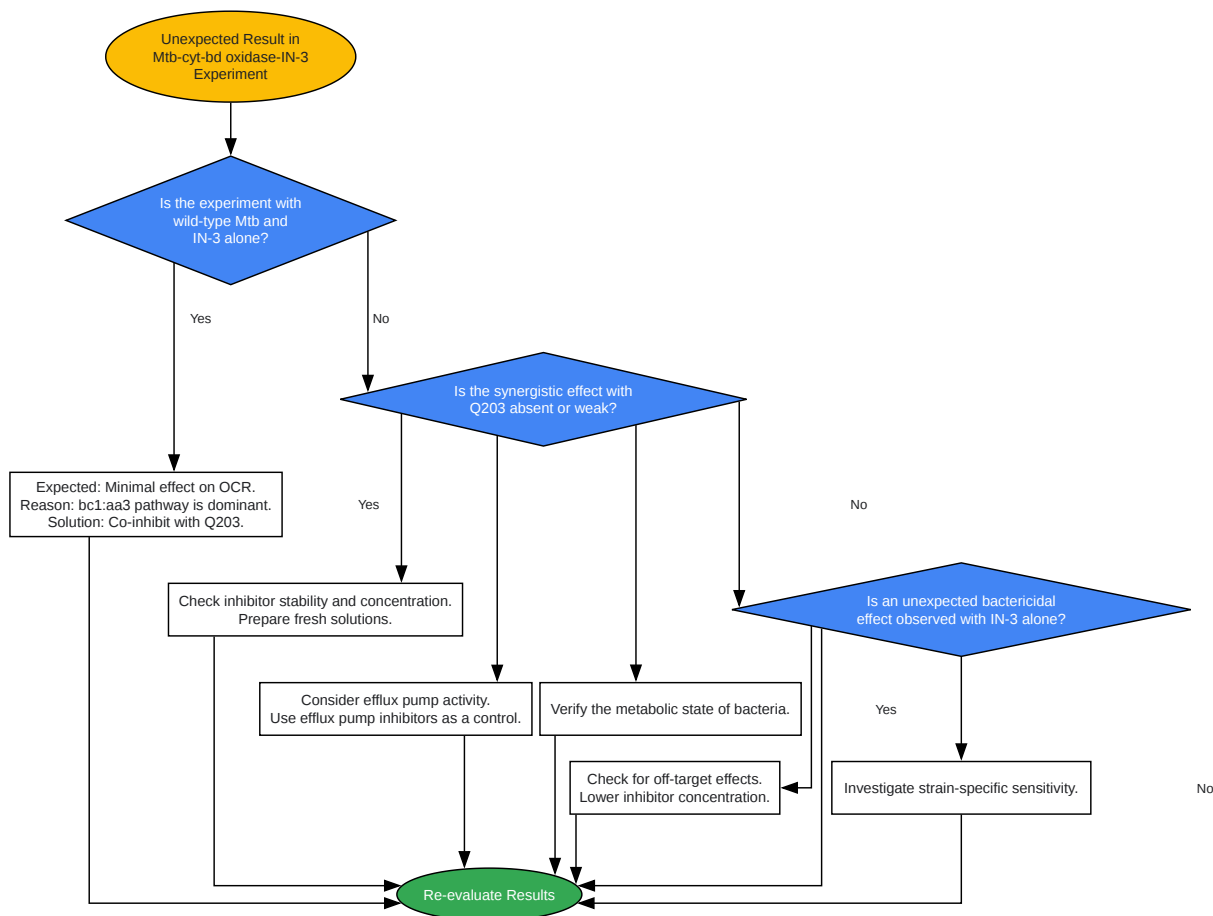 Unexpected Result in
Mtb-cyt-bd oxidase-IN-3
Experiment
Is the experiment with
wild-type Mtb and
IN-3 alone?
Yes
No
Is the synergistic effect with
Q203 absent or weak?
Expected: Minimal effect on OCR.
Reason: bc1:aa3 pathway is dominant.
Solution: Co-inhibit with Q203.
Yes
No
Check inhibitor stability and concentration.
Prepare fresh solutions.
Is an unexpected bactericidal
effect observed with IN-3 alone?
Consider efflux pump activity.
Use efflux pump inhibitors as a control.
Verify the metabolic state of bacteria.
Yes
Check for off-target effects.
Lower inhibitor concentration.
Investigate strain-specific sensitivity.
No
Re-evaluate Results